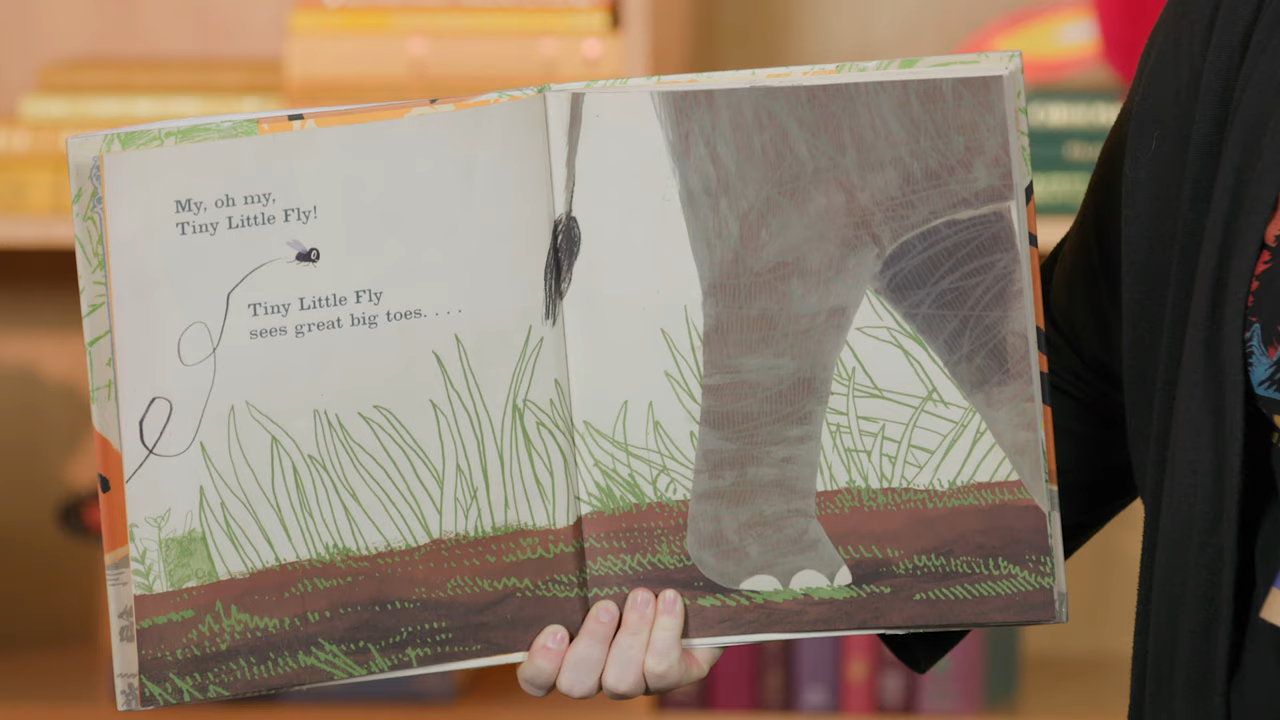 My, oh my,
Tiny Little Fly!
Tiny Little Fly
sees great big toes. . . .